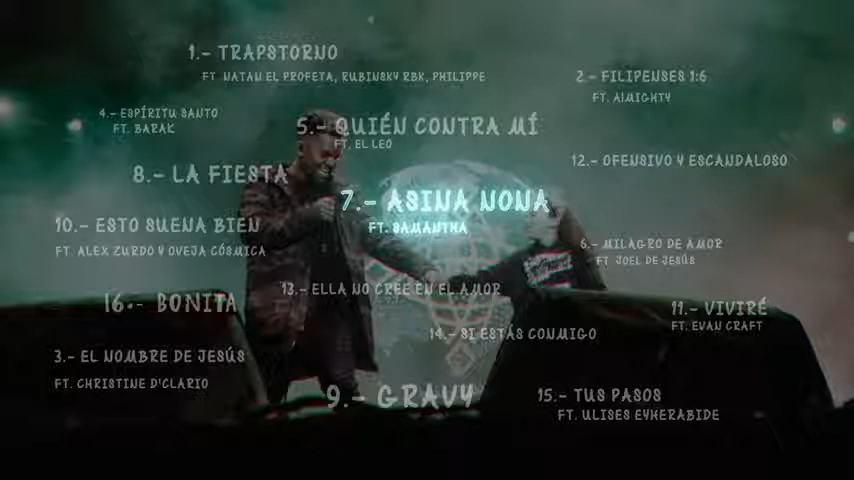 1.- TRAPSTORNO
FT NATAN EL PROFETA, RUBINSKY RBK, PHILIPPE
2.- FILIPENSES 1:6
FT. AlMIGHTY
4.- ESPÍRITU SANTO
FT. BARAK
5.- QUIÉN CONTRA MÍ
FT. EL LEO
12.- OFENSIVO Y ESCANDALOSO
8.- LA FIESTA
7.- ASINA NONA
FT. SAMANTHA
10.- ESTO SUENA BIEN
FT. ALEX ZURDO Y OVEJA CÓSMICA
6.- MILAGRO DE AMOR
FT. JOEL DE JESÚS
13.- ELLA NO CREE EN EL AMOR
16.- BONITA
11.- VIVIRÉ
FT. EVAN CRAFT
14.- SI ESTÁS CONMIGO
3.- EL NOMBRE DE JESÚS
FT. CHRISTINE D'CLARIO
9.- GRAVY
15.- TUS PASOS
FT. ULISES EYHERABIDE